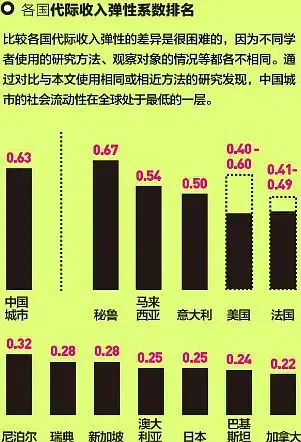 各国代际收入弹性系数排名
比较各国代际收入弹性的差异是很困难的，因为不同学
者使用的研究方法、观察对象的情况等都各不相同。通
过对比与本文使用相同或相近方法的研究发现，中国城
市的社会流动性在全球处于最低的一层。
0.63 0.67 0.54 0.50 0.40-0.60 0.41-0.49
中国城市 秘鲁 马来西亚 意大利 美国 法国
0.32 0.28 0.28 0.25 0.25 0.24 0.22
尼泊尔 瑞典 新加坡 澳大利亚 日本 巴基斯坦 加拿大